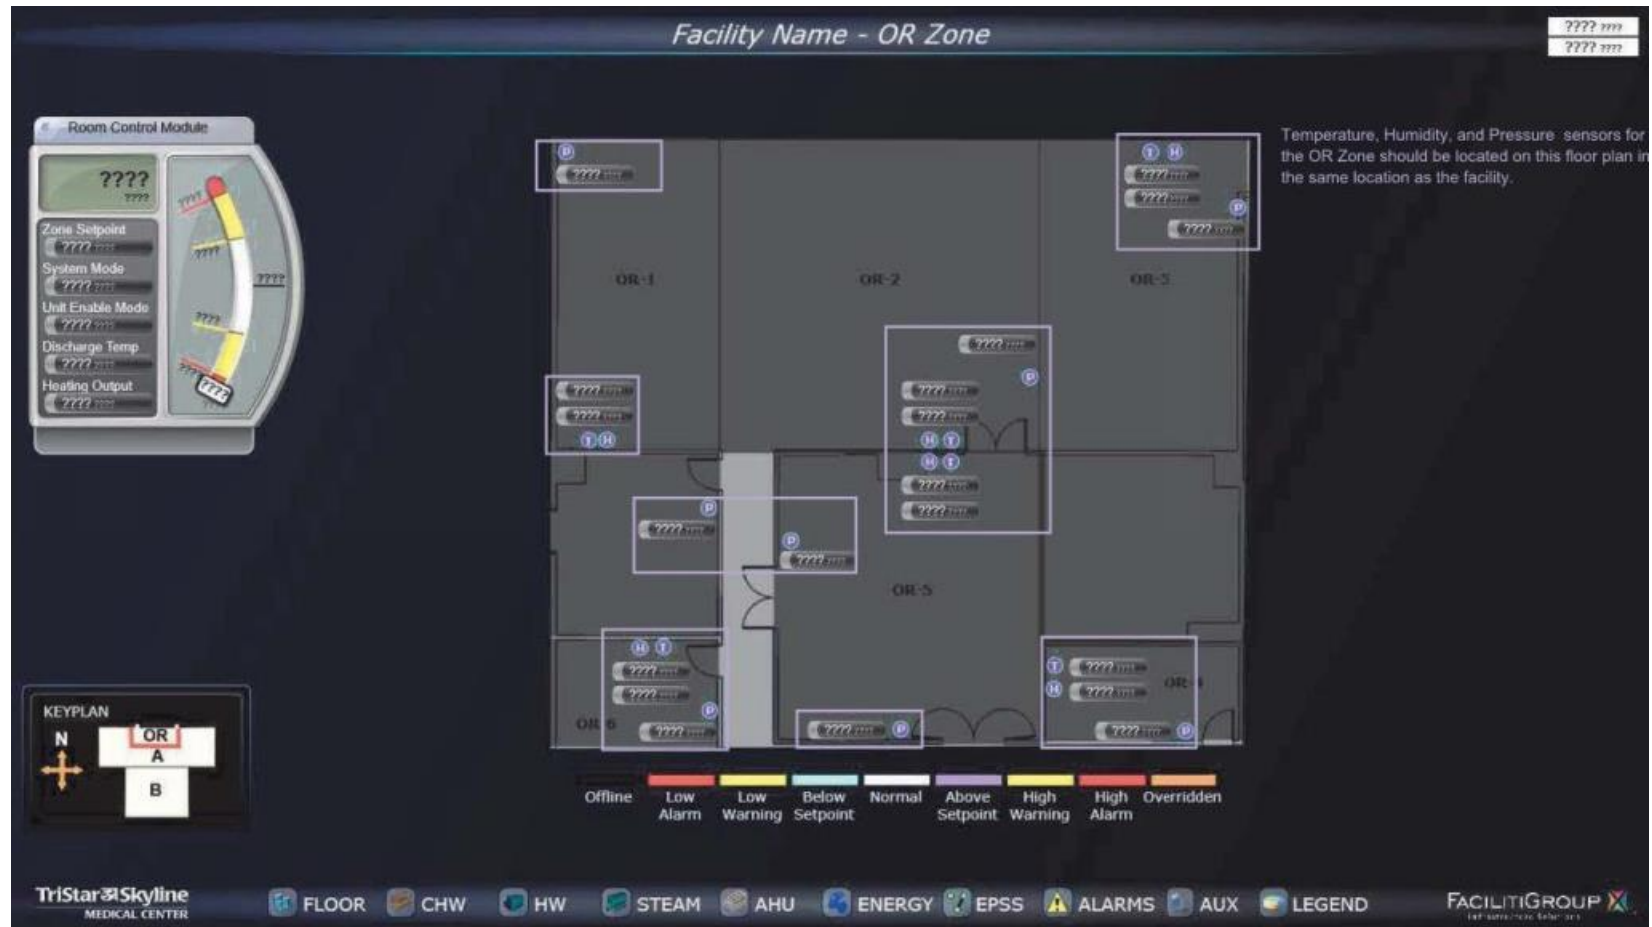 Facility Name - OR Zone
???? ????
???? ????
Room Control Module
????
????
Zone Setpoint
???? ????
System Mode
???? ????
Unit Enable Mode
???? ????
Discharge Temp
???? ????
Heating Output
???? ????
????
????
????
????
????
Temperature, Humidity, and Pressure sensors for
the OR Zone should be located on this floor plan in
the same location as the facility.
P
???? ????
T H
???? ????
???? ????
P
???? ????
OR-1
OR-2
OR-3
???? ????
P
???? ????
???? ????
H T
H T
???? ????
???? ????
???? ????
???? ????
T H
P
???? ????
P
???? ????
OR-5
H T
???? ????
???? ????
P
OR-6
???? ????
???? ????
P
T
???? ????
H
???? ????
OR-4
???? ????
P
KEYPLAN
N
OR
A
B
Offline
Low Alarm
Low Warning
Below Setpoint
Normal
Above Setpoint
High Warning
High Alarm
Overridden
TriStar Skyline
MEDICAL CENTER
FLOOR
CHW
HW
STEAM
AHU
ENERGY
EPSS
ALARMS
AUX
LEGEND
FACILITIGROUP
Infrastructure Solutions